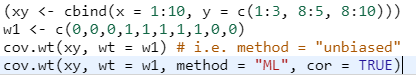 (xy <- cbind(x = 1:10, y = c(1:3, 8:5, 8:10)))
w1 <- c(0,0,0,1,1,1,1,1,0,0)
cov.wt(xy, wt = w1) # i.e. method = "unbiased"
cov.wt(xy, wt = w1, method = "ML", cor = TRUE)